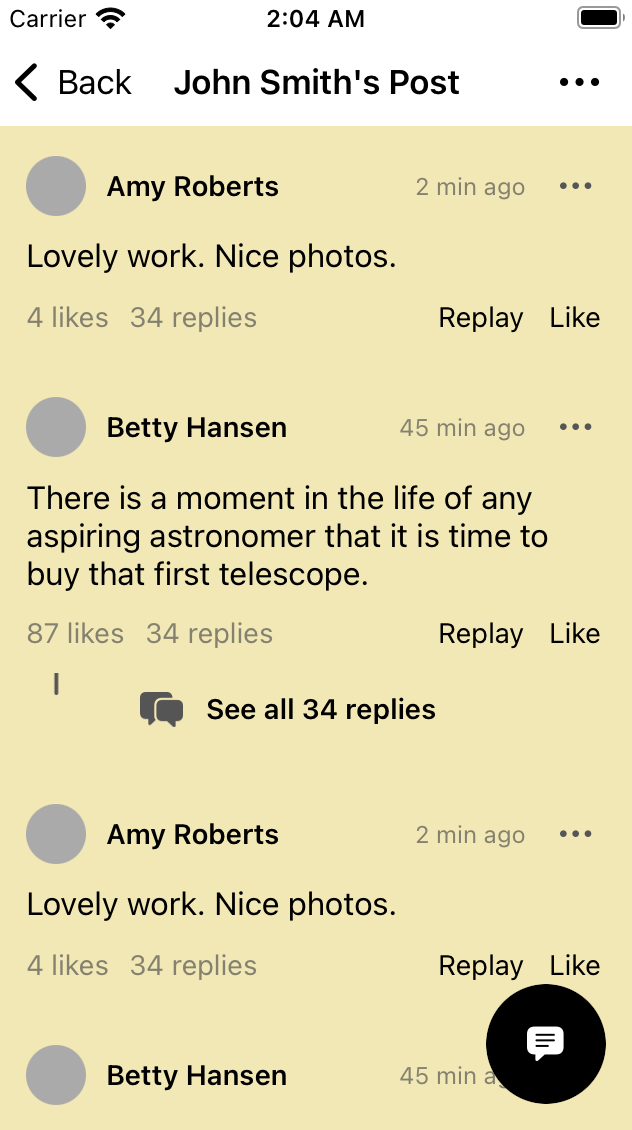 Carrier 2:04 AM
Back John Smith's Post
Amy Roberts 2 min ago
Lovely work. Nice photos.
4 likes 34 replies Replay Like
Betty Hansen 45 min ago
There is a moment in the life of any
aspiring astronomer that it is time to
buy that first telescope.
87 likes 34 replies Replay Like
See all 34 replies
Amy Roberts 2 min ago
Lovely work. Nice photos.
4 likes 34 replies Replay Like
Betty Hansen 45 min